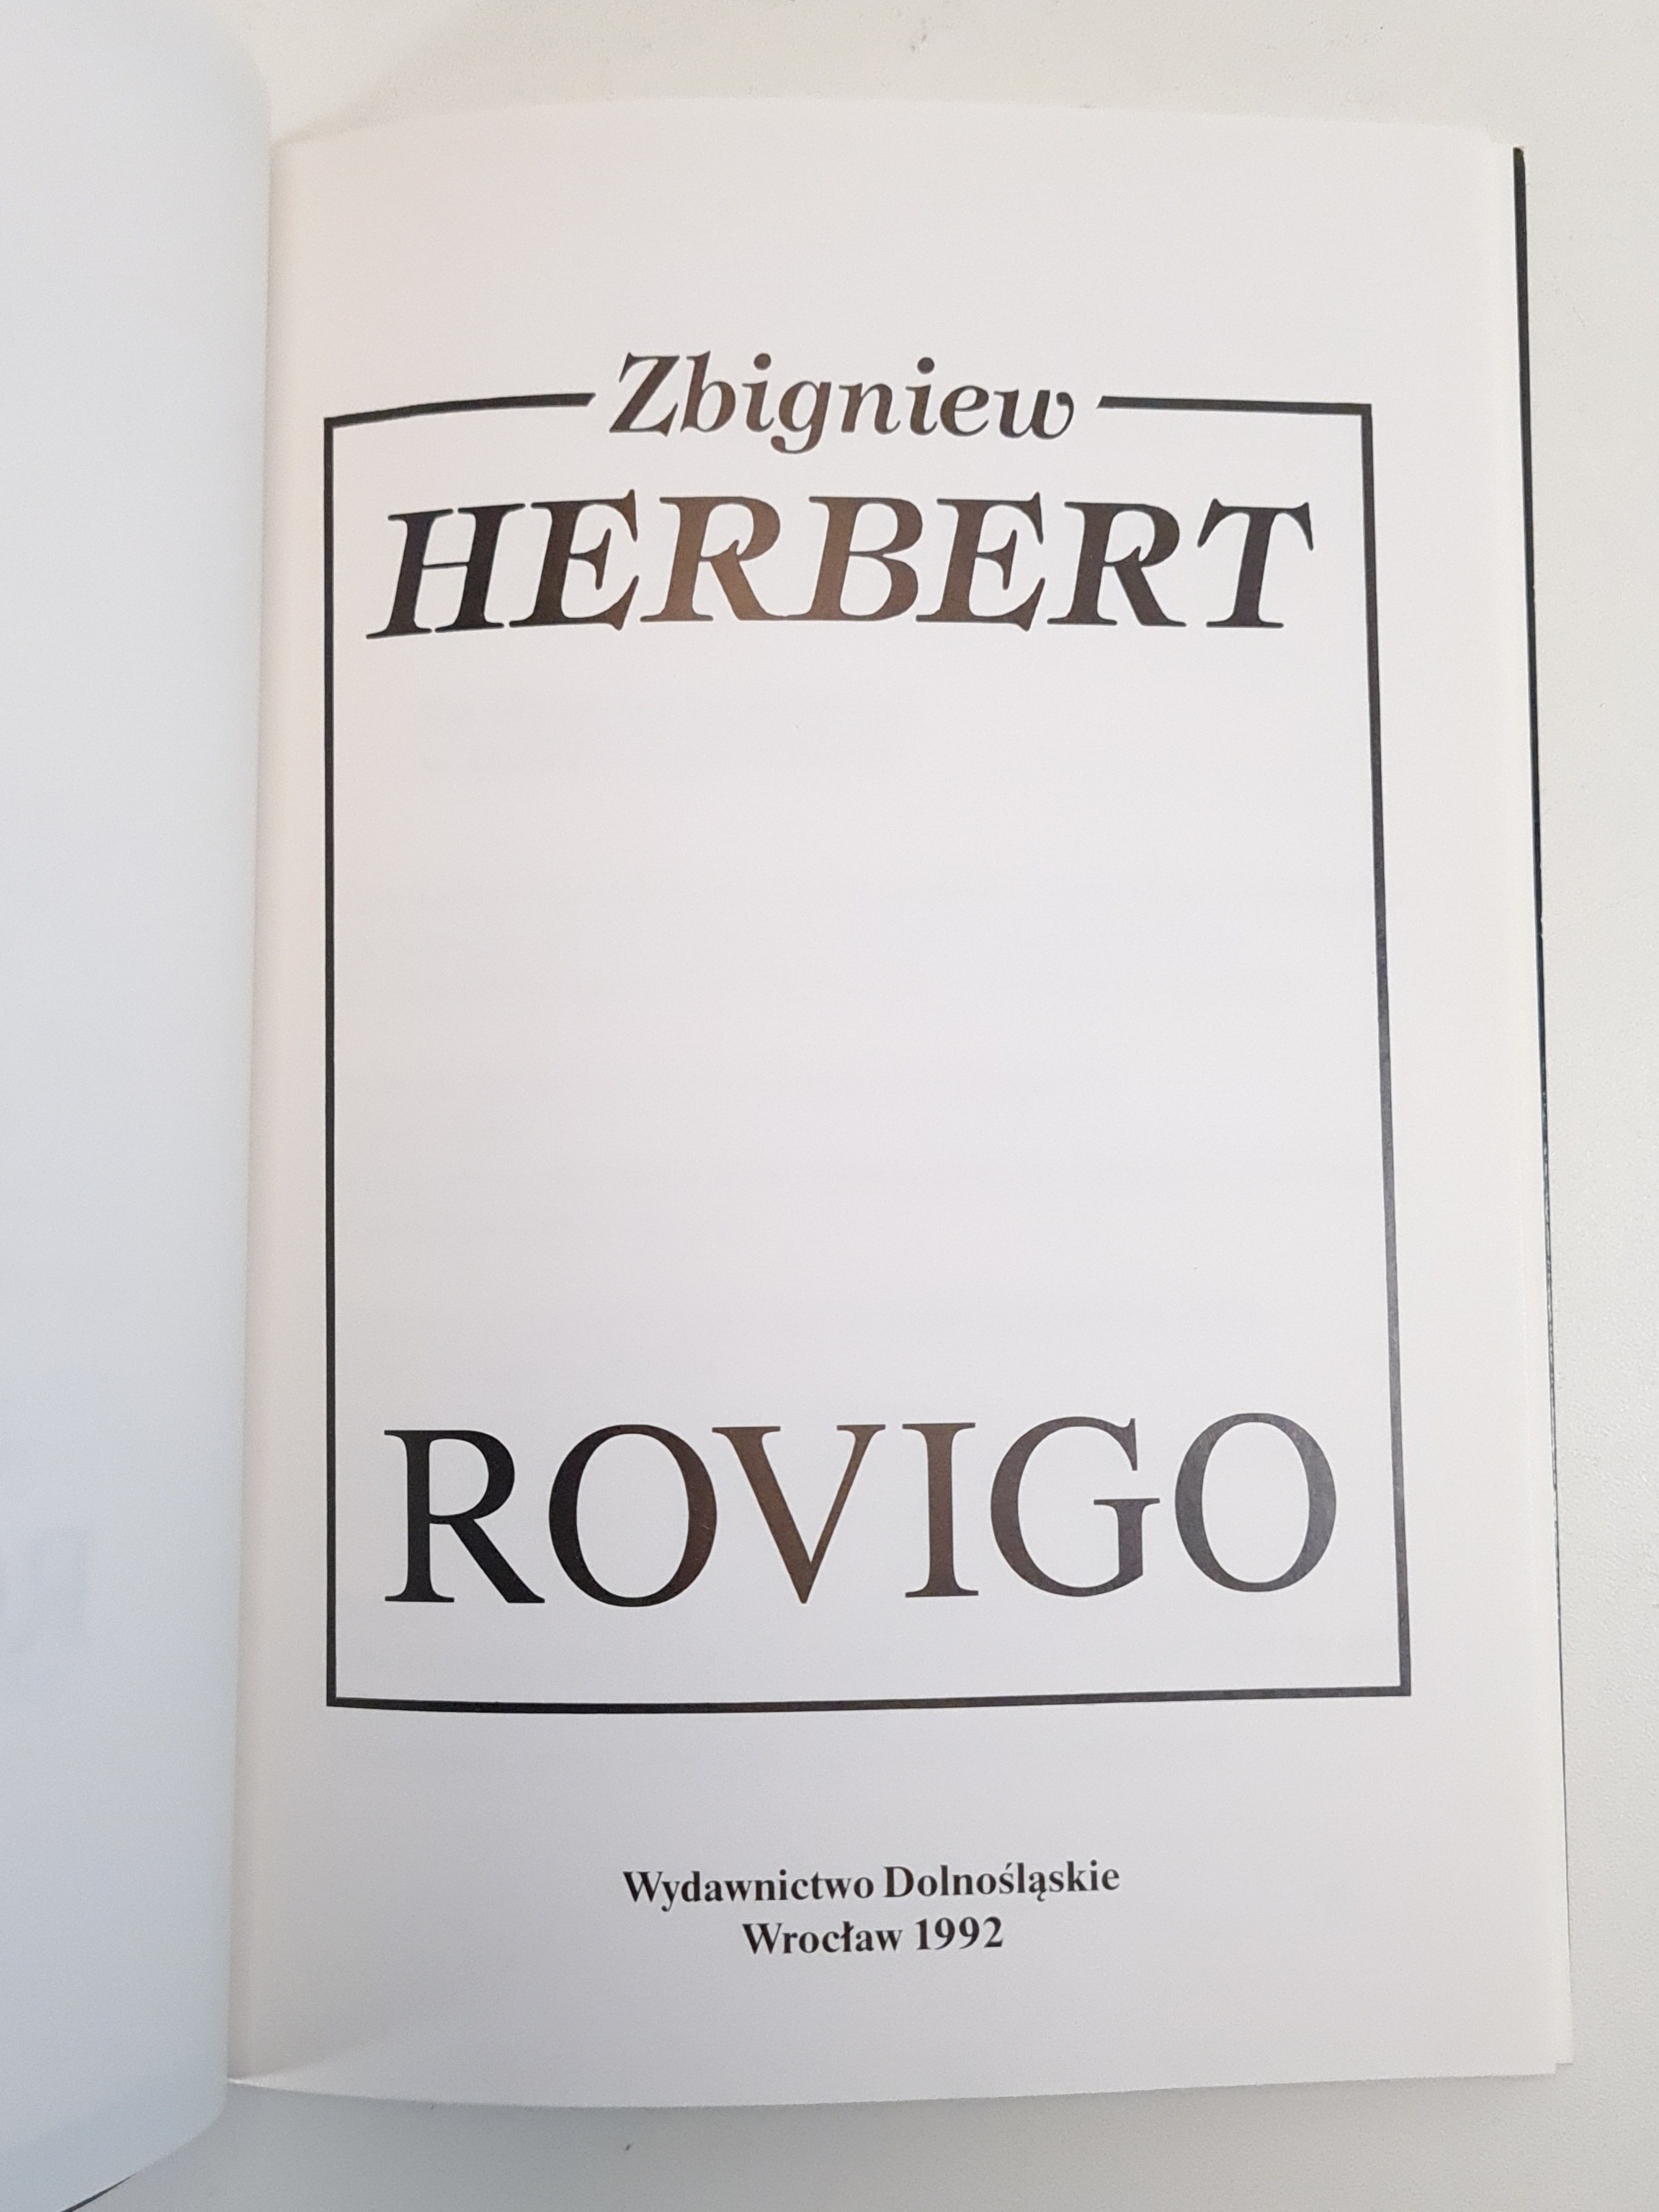 Zbigniew
HERBERT
ROVIGO
Wydawnictwo Dolnośląskie
Wrocław 1992